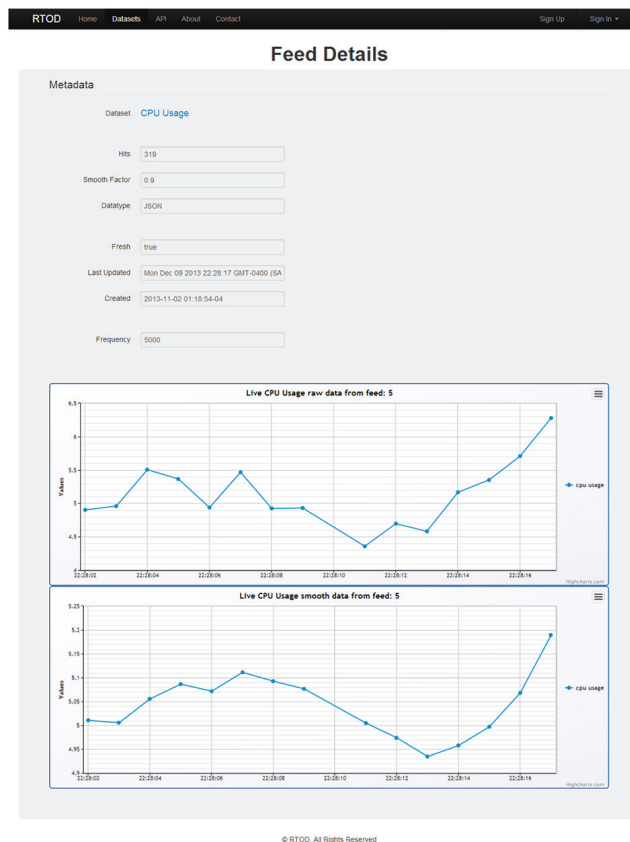 RTOD Home Datasets API About Contact Sign Up Sign In
Feed Details
Metadata
Dataset CPU Usage
Hits 319
Smooth Factor 0.9
Datatype JSON
Fresh true
Last Updated Mon Dec 09 2013 22:28:17 GMT-0400 (SA
Created 2013-11-02 01:18:54-04
Frequency 5000
Live CPU Usage raw data from feed: 5
6.5
6
5.5
5
4.5
4
Values
cpu usage
22:28:02 22:28:04 22:28:06 22:28:08 22:28:10 22:28:12 22:28:14 22:28:16
Highcharts.com
Live CPU Usage smooth data from feed: 5
5.25
5.2
5.15
5.1
5.05
5
4.95
4.9
Values
cpu usage
22:28:02 22:28:04 22:28:06 22:28:08 22:28:10 22:28:12 22:28:14 22:28:16
Highcharts.com
© RTOD. All Rights Reserved